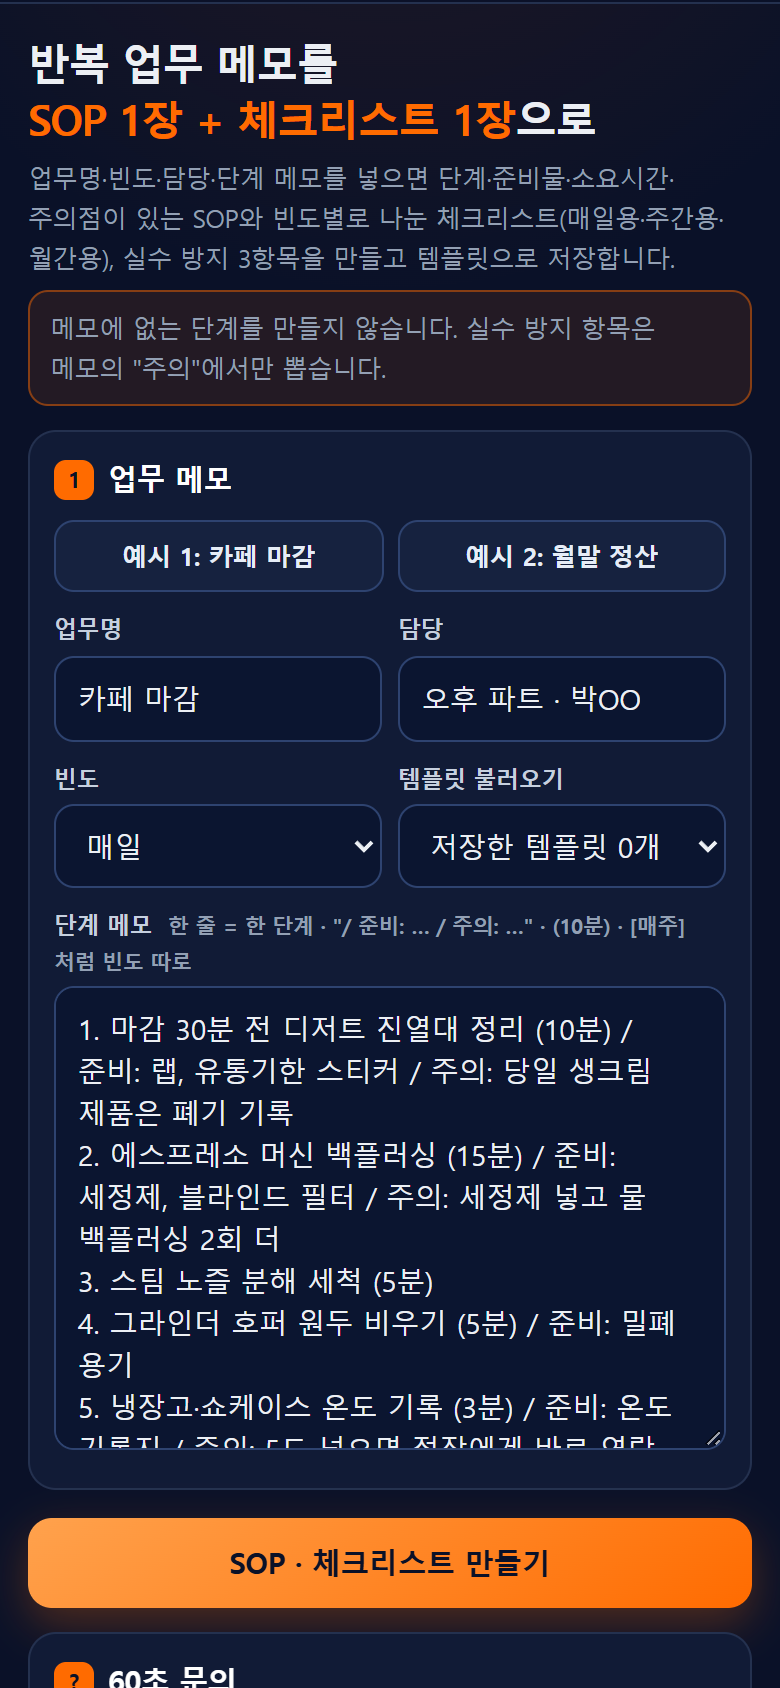 반복 업무 메모를
SOP 1장 + 체크리스트 1장으로
업무명·빈도·담당·단계 메모를 넣으면 단계·준비물·소요시간·
주의점이 있는 SOP와 빈도별로 나눈 체크리스트(매일용·주간용·
월간용), 실수 방지 3항목을 만들고 템플릿으로 저장합니다.
메모에 없는 단계를 만들지 않습니다. 실수 방지 항목은
메모의 "주의"에서만 뽑습니다.
1 업무 메모
예시 1: 카페 마감 예시 2: 월말 정산
업무명 담당
카페 마감 오후 파트 · 박OO
빈도 템플릿 불러오기
매일 저장한 템플릿 0개
단계 메모 한 줄 = 한 단계 · "/ 준비: ... / 주의: ..." · (10분) · [매주]
처럼 빈도 따로
1. 마감 30분 전 디저트 진열대 정리 (10분) /
준비: 랩, 유통기한 스티커 / 주의: 당일 생크림
제품은 폐기 기록
2. 에스프레소 머신 백플러싱 (15분) / 준비:
세정제, 블라인드 필터 / 주의: 세정제 넣고 물
백플러싱 2회 더
3. 스팀 노즐 분해 세척 (5분)
4. 그라인더 호퍼 원두 비우기 (5분) / 준비: 밀폐
용기
5. 냉장고·쇼케이스 온도 기록 (3분) / 준비: 온도
기록지 / 주의: 5도 넘으면 점장에게 바로 연락
SOP · 체크리스트 만들기
? 60초 문의